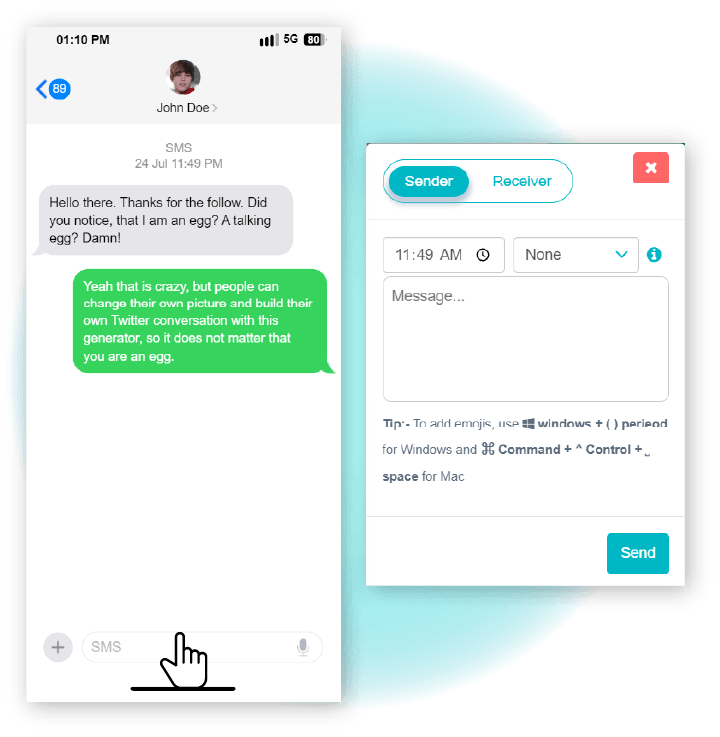 01:10 PM
5G
80
89
John Doe
SMS
24 Jul 11:49 PM
Hello there. Thanks for the follow. Did
you notice, that I am an egg? A talking
egg? Damn!
Yeah that is crazy, but people can
change their own picture and build their
own Twitter conversation with this
generator, so it does not matter that
you are an egg.
SMS
Sender
Receiver
11:49 AM
None
Message...
Tip:- To add emojis, use windows + ( ) perieod
for Windows and ⌘ Command + ^ Control + ⎵
space for Mac
Send